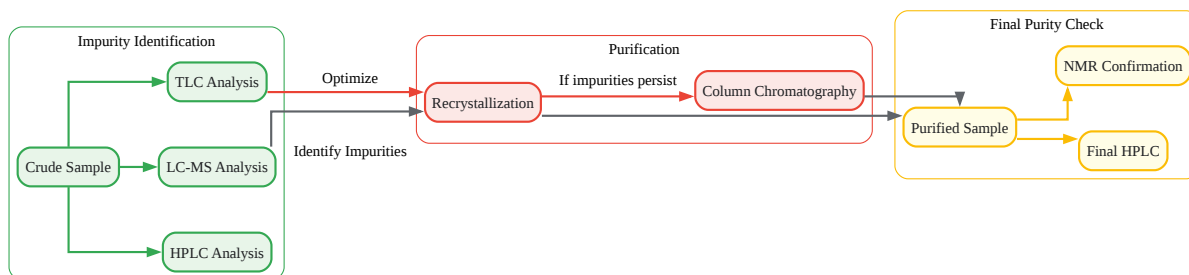 Impurity Identification
TLC Analysis
Crude Sample
LC-MS Analysis
HPLC Analysis
Optimize
Identify Impurities
Purification
Recrystallization
If impurities persist
Column Chromatography
Final Purity Check
NMR Confirmation
Purified Sample
Final HPLC